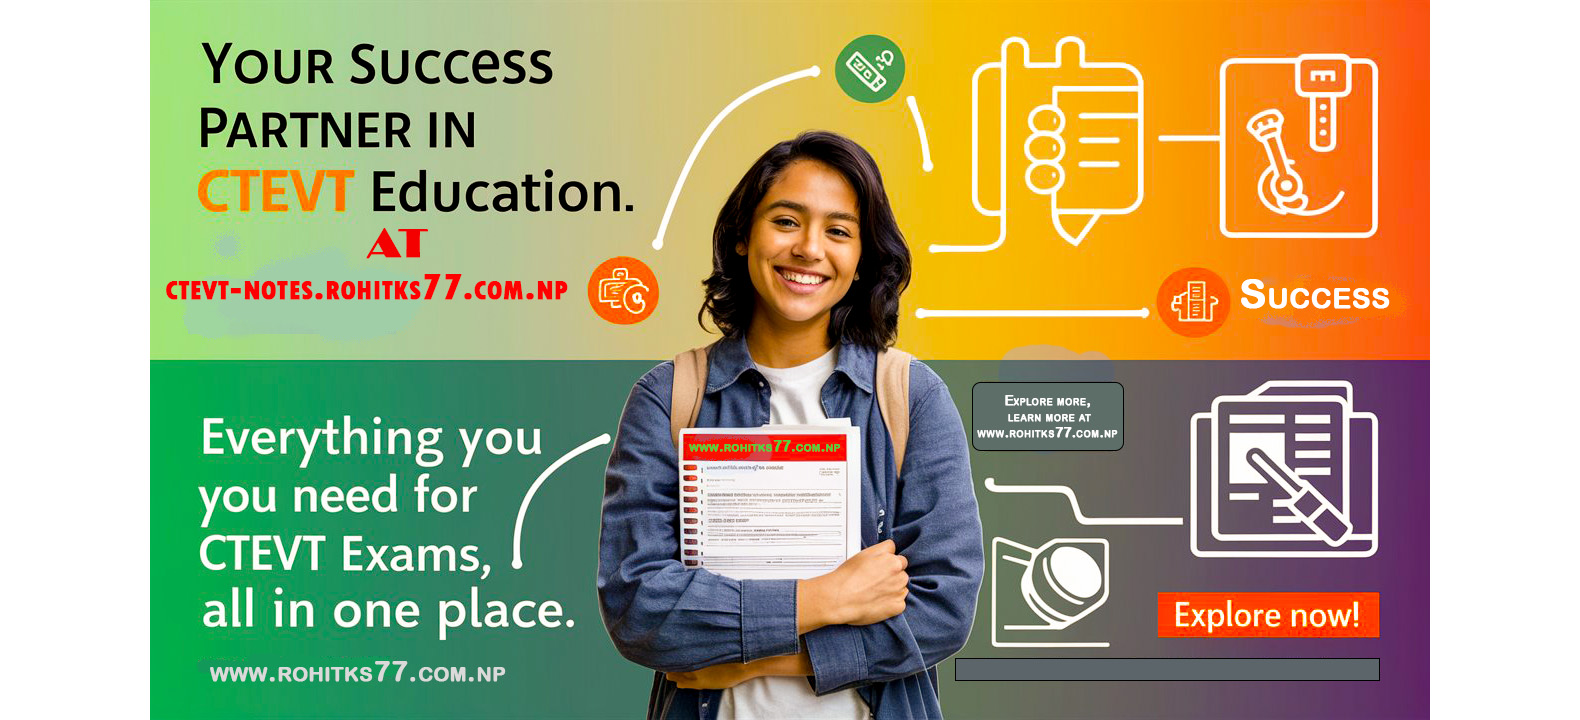 Your Success
Partner in
CTEVT Education.
AT
CTEVT-NOTES.ROHITKS77.COM.NP
Success
Everything you
you need for
CTEVT Exams,
all in one place.
WWW.ROHITKS77.COM.NP
Explore more,
learn more at
www.rohitks77.com.np
WWW.ROHITKS77.COM.NP
Explore now!